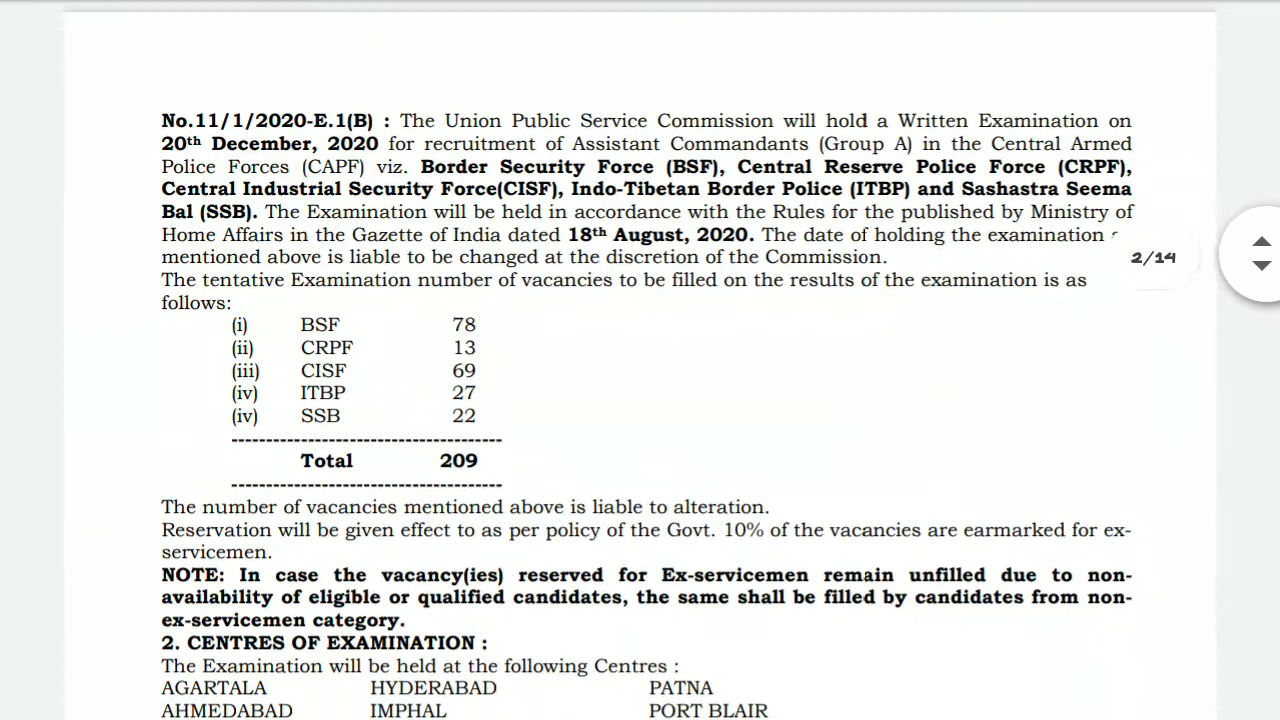 No.11/1/2020-E.1(B) : The Union Public Service Commission will hold a Written Examination on
20th December, 2020 for recruitment of Assistant Commandants (Group A) in the Central Armed
Police Forces (CAPF) viz. Border Security Force (BSF), Central Reserve Police Force (CRPF),
Central Industrial Security Force(CISF), Indo-Tibetan Border Police (ITBP) and Sashastra Seema
Bal (SSB). The Examination will be held in accordance with the Rules for the published by Ministry of
Home Affairs in the Gazette of India dated 18th August, 2020. The date of holding the examination
mentioned above is liable to be changed at the discretion of the Commission.
2/14
The tentative Examination number of vacancies to be filled on the results of the examination is as
follows:
(i) BSF 78
(ii) CRPF 13
(iii) CISF 69
(iv) ITBP 27
(iv) SSB 22
---------------------------------------
Total 209
---------------------------------------
The number of vacancies mentioned above is liable to alteration.
Reservation will be given effect to as per policy of the Govt. 10% of the vacancies are earmarked for ex-
servicemen.
NOTE: In case the vacancy(ies) reserved for Ex-servicemen remain unfilled due to non-
availability of eligible or qualified candidates, the same shall be filled by candidates from non-
ex-servicemen category.
2. CENTRES OF EXAMINATION :
The Examination will be held at the following Centres :
AGARTALA HYDERABAD PATNA
AHMEDABAD IMPHAL PORT BLAIR